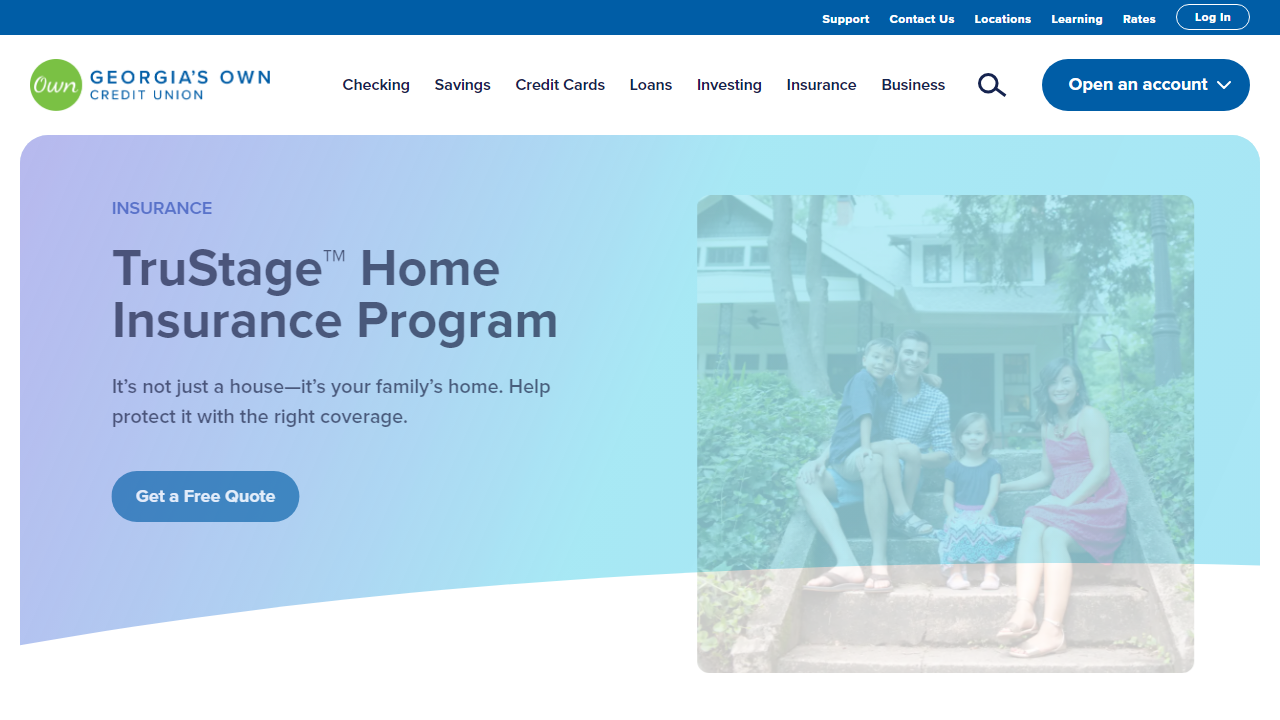 Support Contact Us Locations Learning Rates Log In
Own GEORGIA'S OWN
CREDIT UNION
Checking Savings Credit Cards Loans Investing Insurance Business Open an account
INSURANCE
TruStage™ Home
Insurance Program
It’s not just a house—it’s your family’s home. Help
protect it with the right coverage.
Get a Free Quote